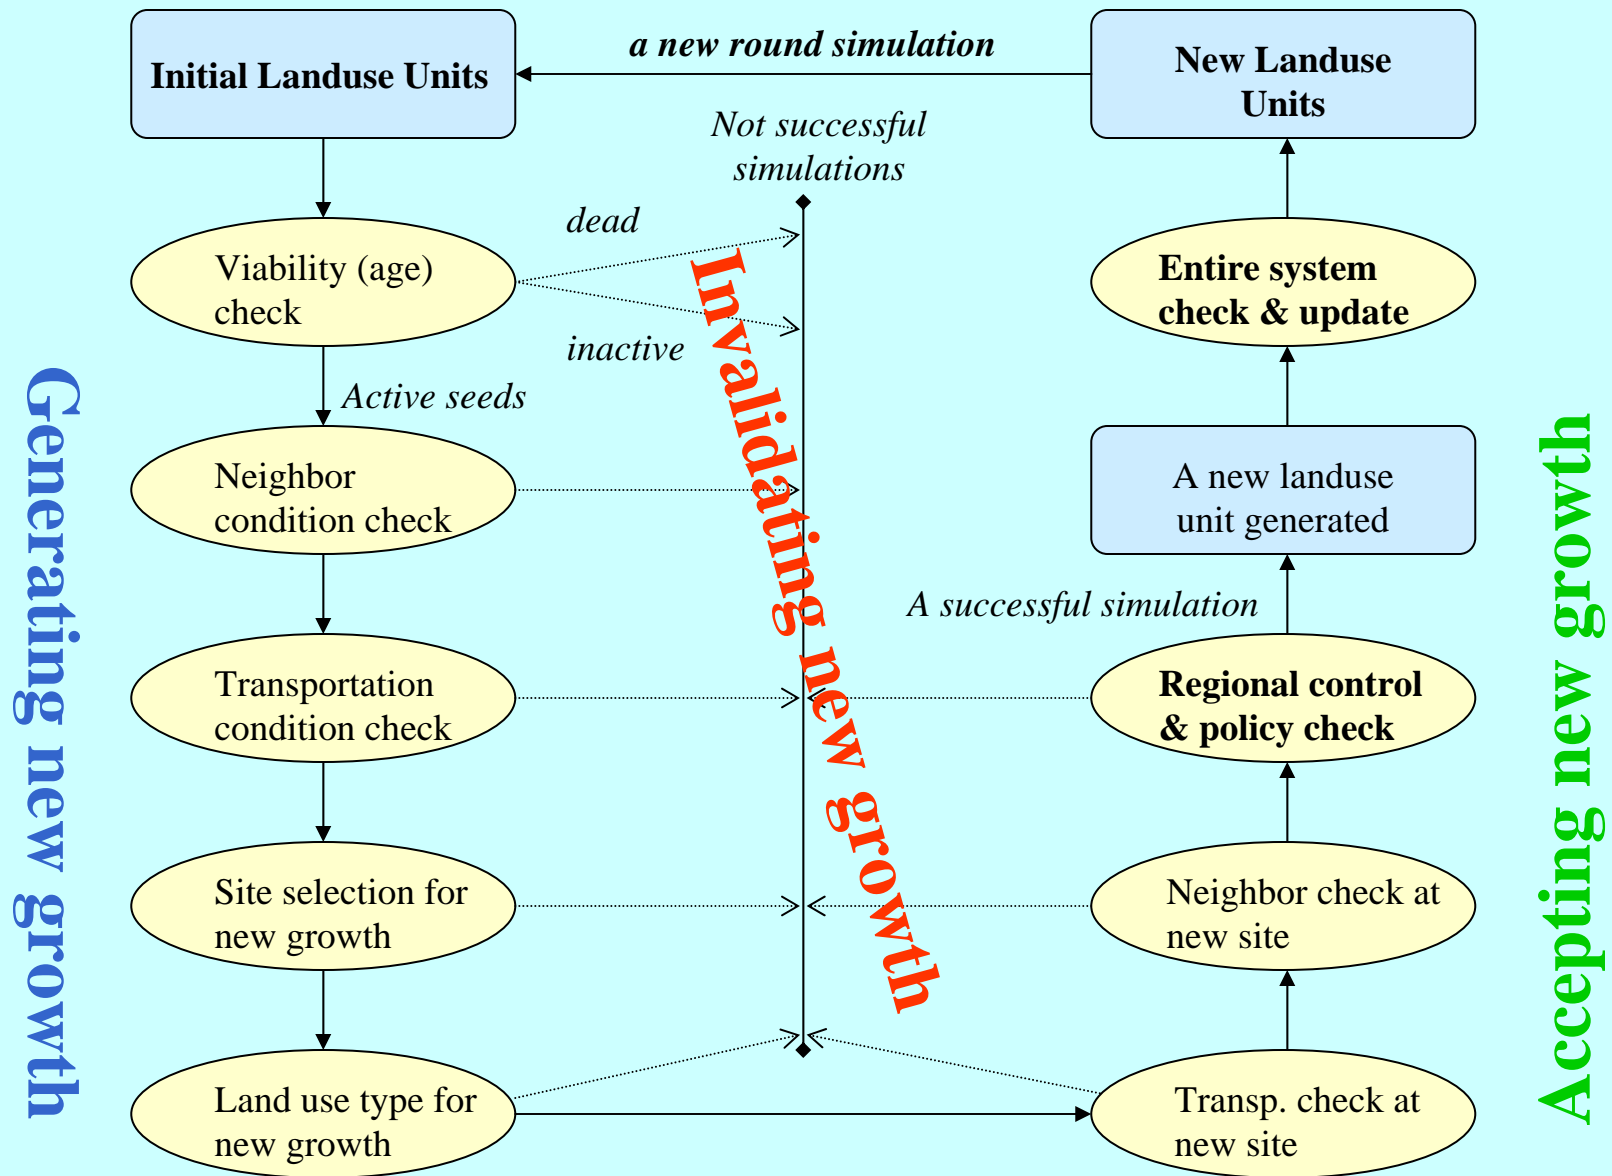 Initial Landuse Units
a new round simulation
New Landuse
Units
Not successful
simulations
dead
Viability (age)
check
inactive
Entire system
check & update
Active seeds
Neighbor
condition check
A new landuse
unit generated
A successful simulation
Transportation
condition check
Regional control
& policy check
Site selection for
new growth
Neighbor check at
new site
Land use type for
new growth
Transp. check at
new site
Generating new growth
Invalidating new growth
Accepting new growth